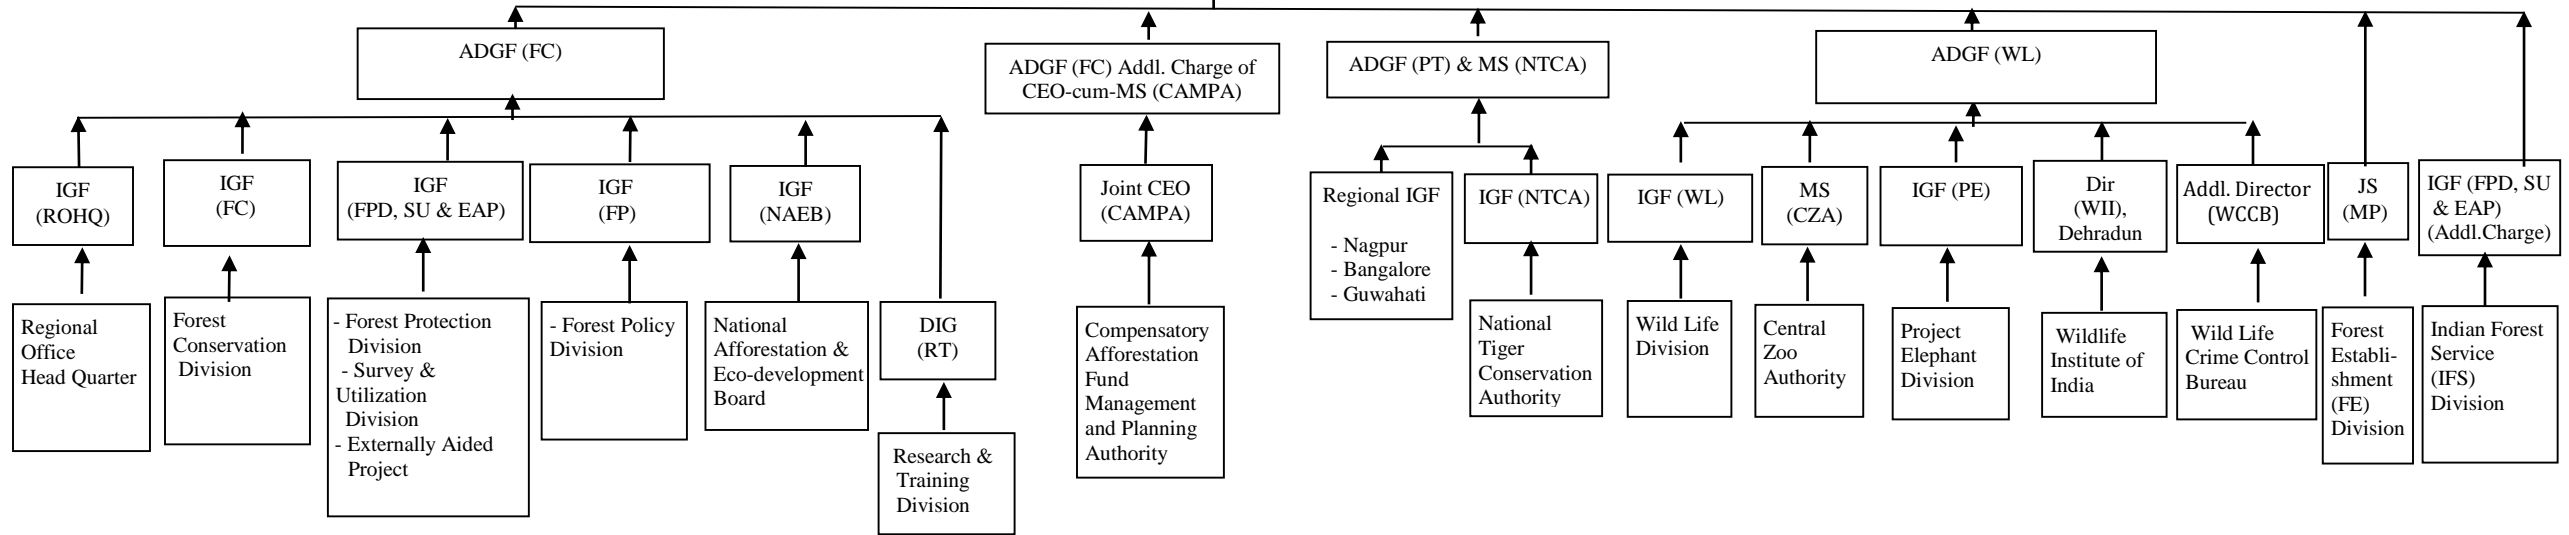 ADGF (FC)
ADGF (FC) Addl. Charge of
CEO-cum-MS (CAMPA)
ADGF (PT) & MS (NTCA)
ADGF (WL)
IGF
(ROHQ)
IGF
(FC)
IGF
(FPD, SU & EAP)
IGF
(FP)
IGF
(NAEB)
Joint CEO
(CAMPA)
Regional IGF
- Nagpur
- Bangalore
- Guwahati
IGF (NTCA)
IGF (WL)
MS
(CZA)
IGF (PE)
Dir
(WII),
Dehradun
Addl. Director
(WCCB)
JS
(MP)
IGF (FPD, SU
& EAP)
(Addl.Charge)
Regional
Office
Head Quarter
Forest
Conservation
Division
- Forest Protection
Division
- Survey &
Utilization
Division
- Externally Aided
Project
- Forest Policy
Division
National
Afforestation &
Eco-development
Board
DIG
(RT)
Research &
Training
Division
Compensatory
Afforestation
Fund
Management
and Planning
Authority
National
Tiger
Conservation
Authority
Wild Life
Division
Central
Zoo
Authority
Project
Elephant
Division
Wildlife
Institute of
India
Wild Life
Crime Control
Bureau
Forest
Establi-
shment
(FE)
Division
Indian Forest
Service
(IFS)
Division